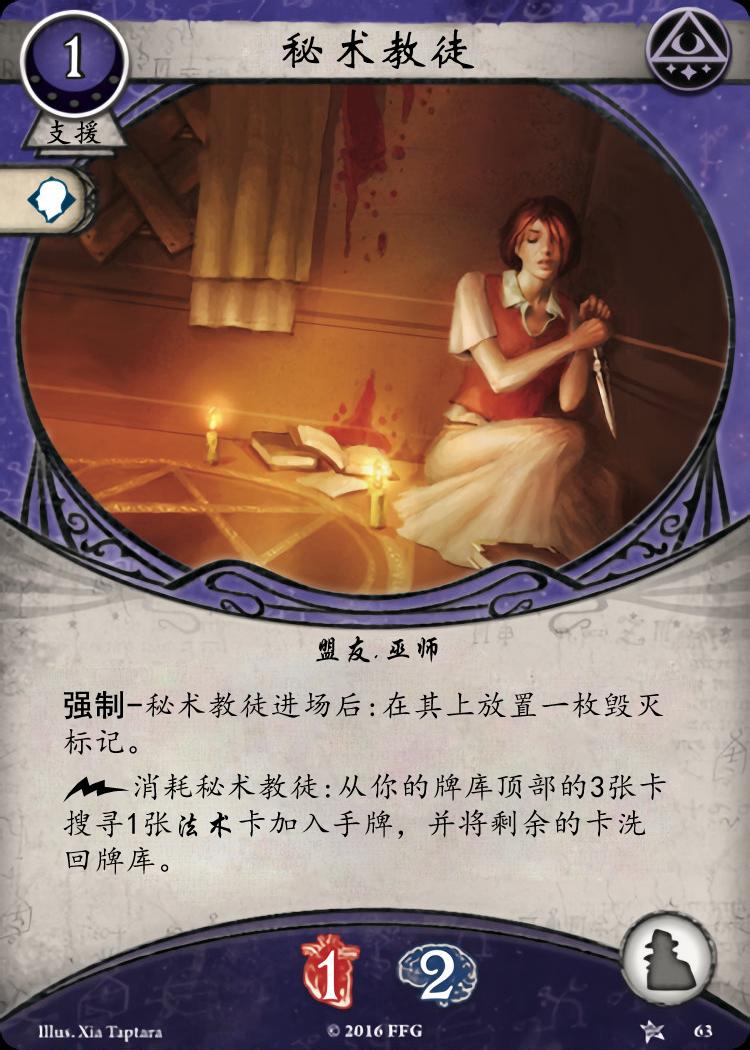 1
秘术教徒
支援
盟友.巫师
强制-秘术教徒进场后:在其上放置一枚毁灭
标记。
消耗秘术教徒:从你的牌库顶部的3张卡
搜寻1张法术卡加入手牌，并将剩余的卡洗
回牌库。
1 2
Illus. Xia Taptara © 2016 FFG 63